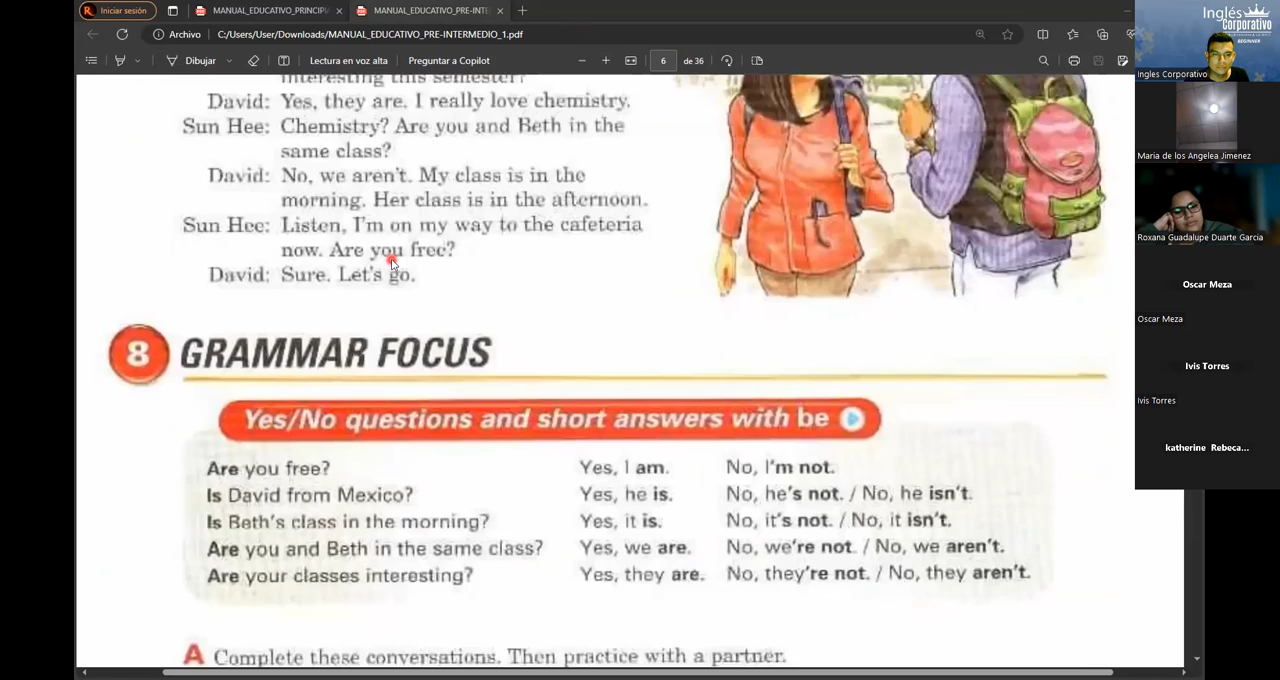 Iniciar sesión
MANUAL_EDUCATIVO_PRINCIPI
MANUAL_EDUCATIVO_PRE-INTE
Archivo
C:/Users/User/Downloads/MANUAL_EDUCATIVO_PRE-INTERMEDIO_1.pdf
Dibujar
Lectura en voz alta
Preguntar a Copilot
6
de 36
interesting this semester?
David: Yes, they are. I really love chemistry.
Sun Hee: Chemistry? Are you and Beth in the
same class?
David: No, we aren't. My class is in the
morning. Her class is in the afternoon.
Sun Hee: Listen, I'm on my way to the cafeteria
now. Are you free?
David: Sure. Let's go.
8 GRAMMAR FOCUS
Yes/No questions and short answers with be
Are you free? Yes, I am. No, I'm not.
Is David from Mexico? Yes, he is. No, he's not. / No, he isn't.
Is Beth's class in the morning? Yes, it is. No, it's not. / No, it isn't.
Are you and Beth in the same class? Yes, we are. No, we're not. / No, we aren't.
Are your classes interesting? Yes, they are. No, they're not. / No, they aren't.
A Complete these conversations. Then practice with a partner.
Inglés
Corporativo
BEGINNER
Ingles Corporativo
Maria de los Angelea Jimenez
Roxana Guadalupe Duarte Garcia
Oscar Meza
Oscar Meza
Ivis Torres
Ivis Torres
katherine Rebeca...